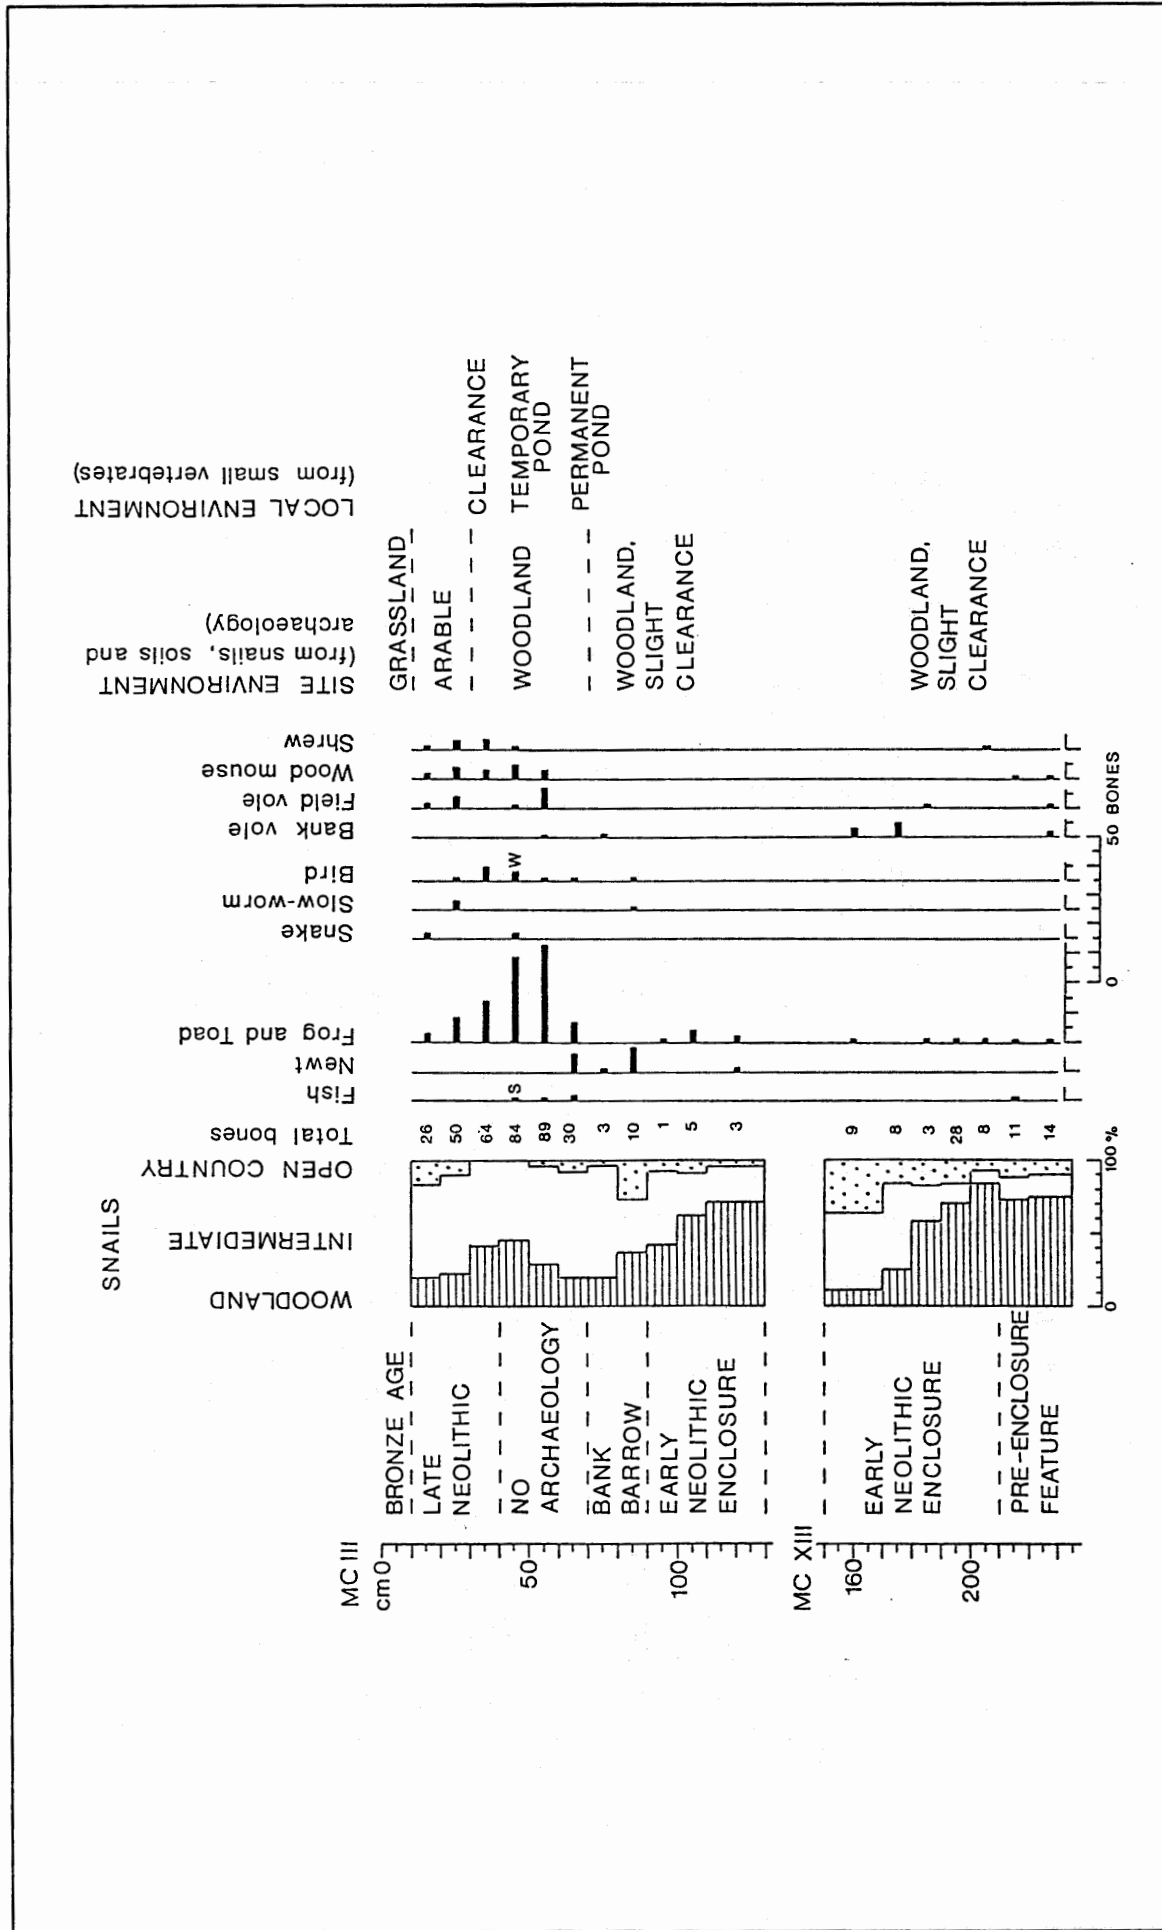 SNAILS
WOODLAND
INTERMEDIATE
OPEN COUNTRY
Total bones
Fish
Newt
Frog and Toad
Snake
Slow-worm
Bird
Bank vole
Field vole
Wood mouse
Shrew
SITE ENVIRONMENT
(from snails, soils and
archaeology)
LOCAL ENVIRONMENT
(from small vertebrates)
MC III
cm 0
50
100
BRONZE AGE
LATE
NEOLITHIC
NO
ARCHAEOLOGY
BANK
BARROW
EARLY
NEOLITHIC
ENCLOSURE
26
50
64
84
89
30
3
10
1
5
3
S
W
GRASSLAND
ARABLE
WOODLAND
WOODLAND,
SLIGHT
CLEARANCE
CLEARANCE
TEMPORARY
POND
PERMANENT
POND
MC XIII
160
200
EARLY
NEOLITHIC
ENCLOSURE
PRE-ENCLOSURE
FEATURE
9
8
3
28
8
11
14
WOODLAND,
SLIGHT
CLEARANCE
0
100%
0
50 BONES